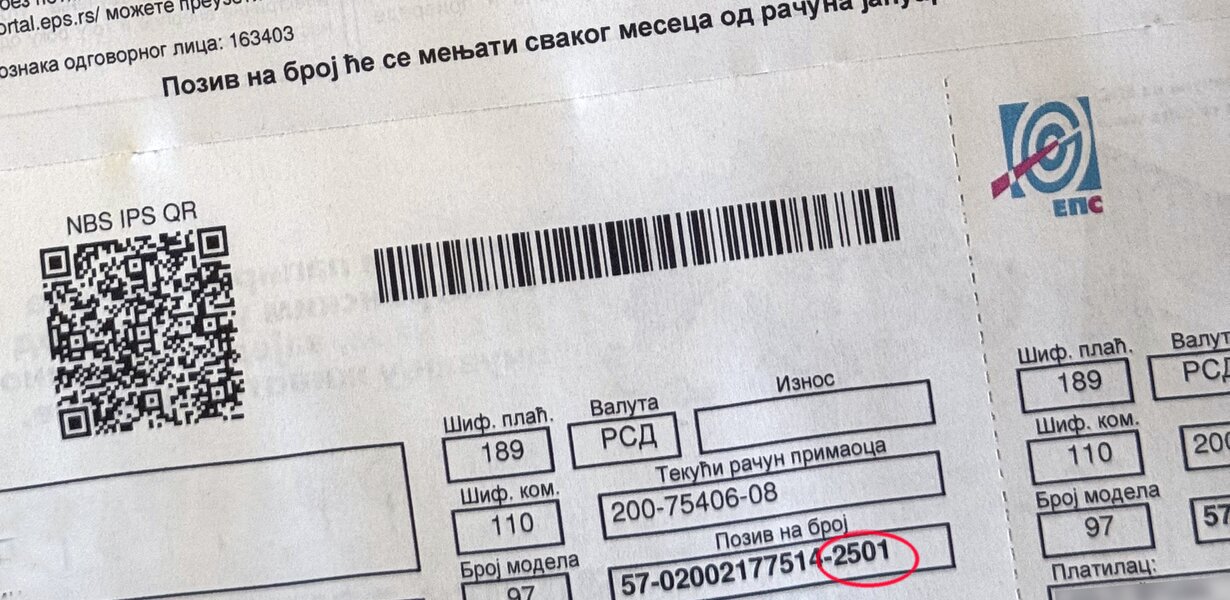 ortal.eps.rs/ можете
ознака одговорног лица: 163403
Позив на број ће се мењати сваког месеца од рачуна
ЕПС
NBS IPS QR
Шиф. плаћ.
189
Валута
РСД
Износ
Шиф. ком.
110
Текући рачун примаоца
200-75406-08
Број модела
97
Позив на број
57-02002177514-2501
Шиф. плаћ.
189
Валут
РСД
Шиф. ком.
110
200
Број модела
97
57
Платилац: